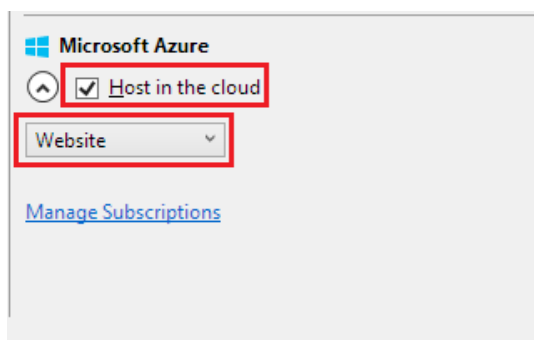 Microsoft Azure
Host in the cloud
Website
Manage Subscriptions